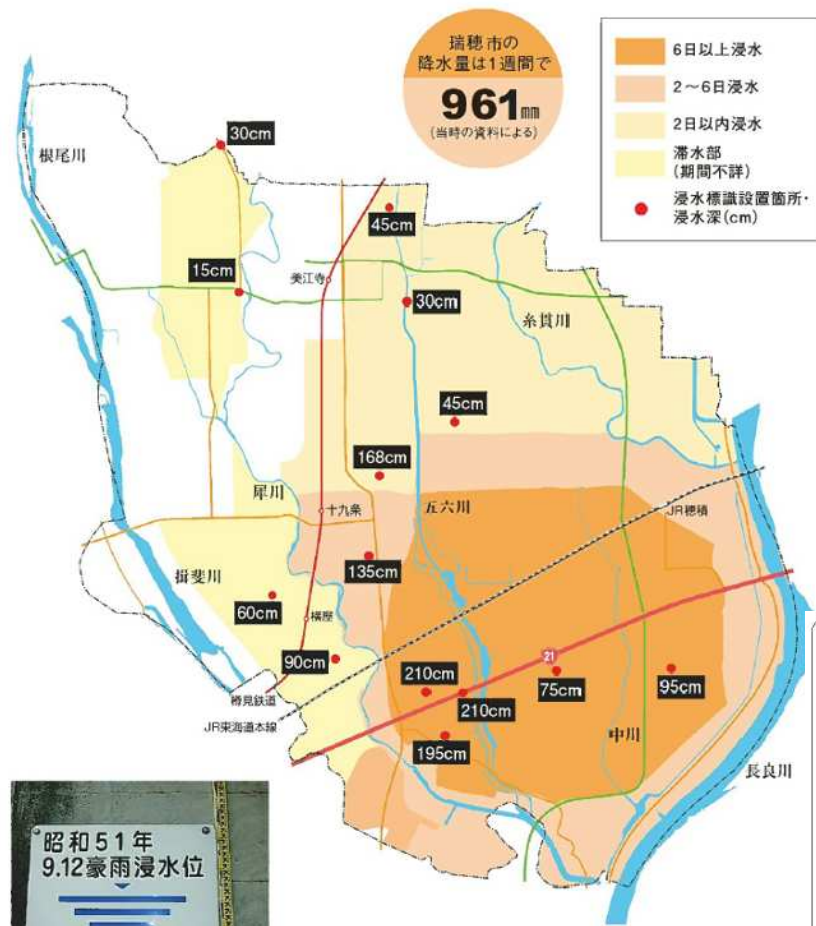 瑞穂市の
降水量は1週間で
961mm
(当時の資料による)
6日以上浸水
2〜6日浸水
2日以内浸水
滞水部
(期間不詳)
浸水標識設置箇所・
浸水深(cm)
30cm
根尾川
45cm
15cm
美江寺
30cm
糸貫川
45cm
168cm
犀川
十九条
五六川
JR穂積
135cm
揖斐川
60cm
横屋
90cm
21
210cm
75cm
95cm
210cm
樽見鉄道
JR東海道本線
195cm
中川
長良川
昭和51年
9.12豪雨浸水位